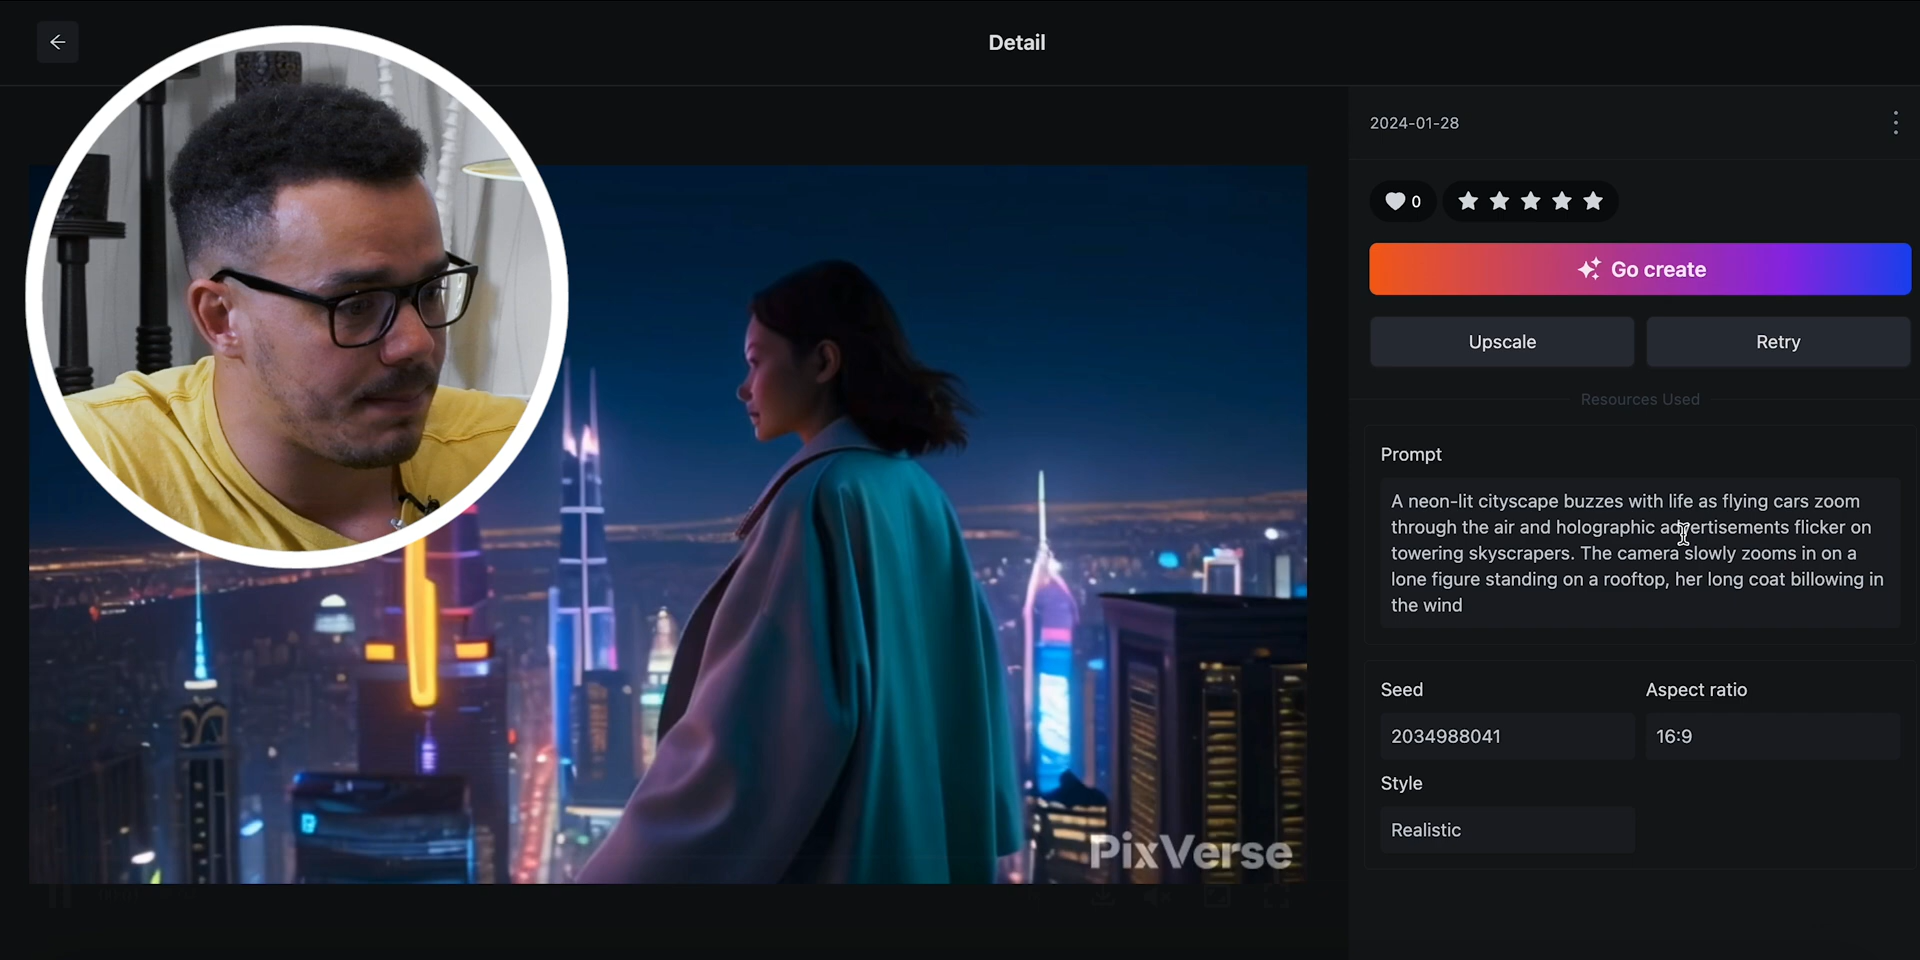 Detail
2024-01-28
0
Go create
Upscale
Retry
Resources Used
Prompt
A neon-lit cityscape buzzes with life as flying cars zoom
through the air and holographic advertisements flicker on
towering skyscrapers. The camera slowly zooms in on a
lone figure standing on a rooftop, her long coat billowing in
the wind
Seed
Aspect ratio
2034988041
16:9
Style
Realistic
PixVerse